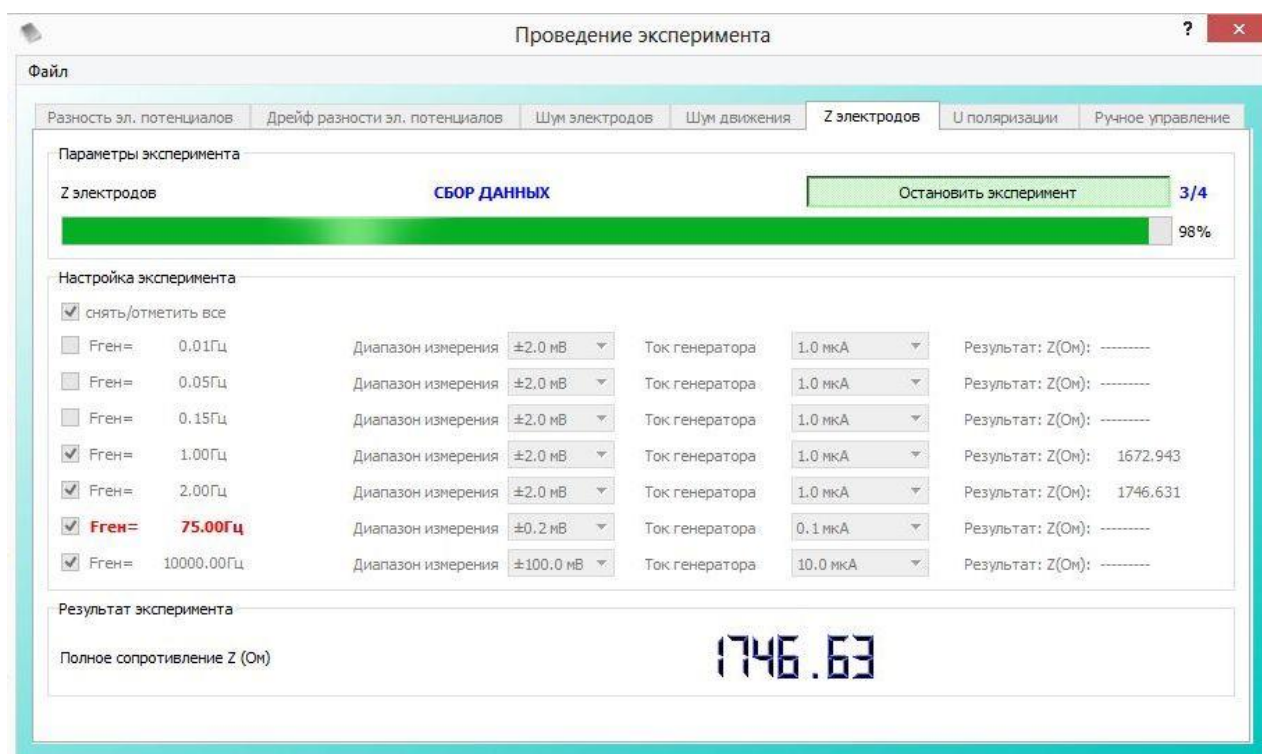 Проведение эксперимента ? ×
Файл
Разность эл. потенциалов Дрейф разности эл. потенциалов Шум электродов Шум движения Z электродов U поляризации Ручное управление
Параметры эксперимента
Z электродов СБОР ДАННЫХ Остановить эксперимент 3/4
98%
Настройка эксперимента
снять/отметить все
Fген= 0.01Гц Диапазон измерения ±2.0 мВ Ток генератора 1.0 мкА Результат: Z(Ом): ---------
Fген= 0.05Гц Диапазон измерения ±2.0 мВ Ток генератора 1.0 мкА Результат: Z(Ом): ---------
Fген= 0.15Гц Диапазон измерения ±2.0 мВ Ток генератора 1.0 мкА Результат: Z(Ом): ---------
Fген= 1.00Гц Диапазон измерения ±2.0 мВ Ток генератора 1.0 мкА Результат: Z(Ом): 1672.943
Fген= 2.00Гц Диапазон измерения ±2.0 мВ Ток генератора 1.0 мкА Результат: Z(Ом): 1746.631
Fген= 75.00Гц Диапазон измерения ±0.2 мВ Ток генератора 0.1 мкА Результат: Z(Ом): ---------
Fген= 10000.00Гц Диапазон измерения ±100.0 мВ Ток генератора 10.0 мкА Результат: Z(Ом): ---------
Результат эксперимента
Полное сопротивление Z (Ом) 1746.63